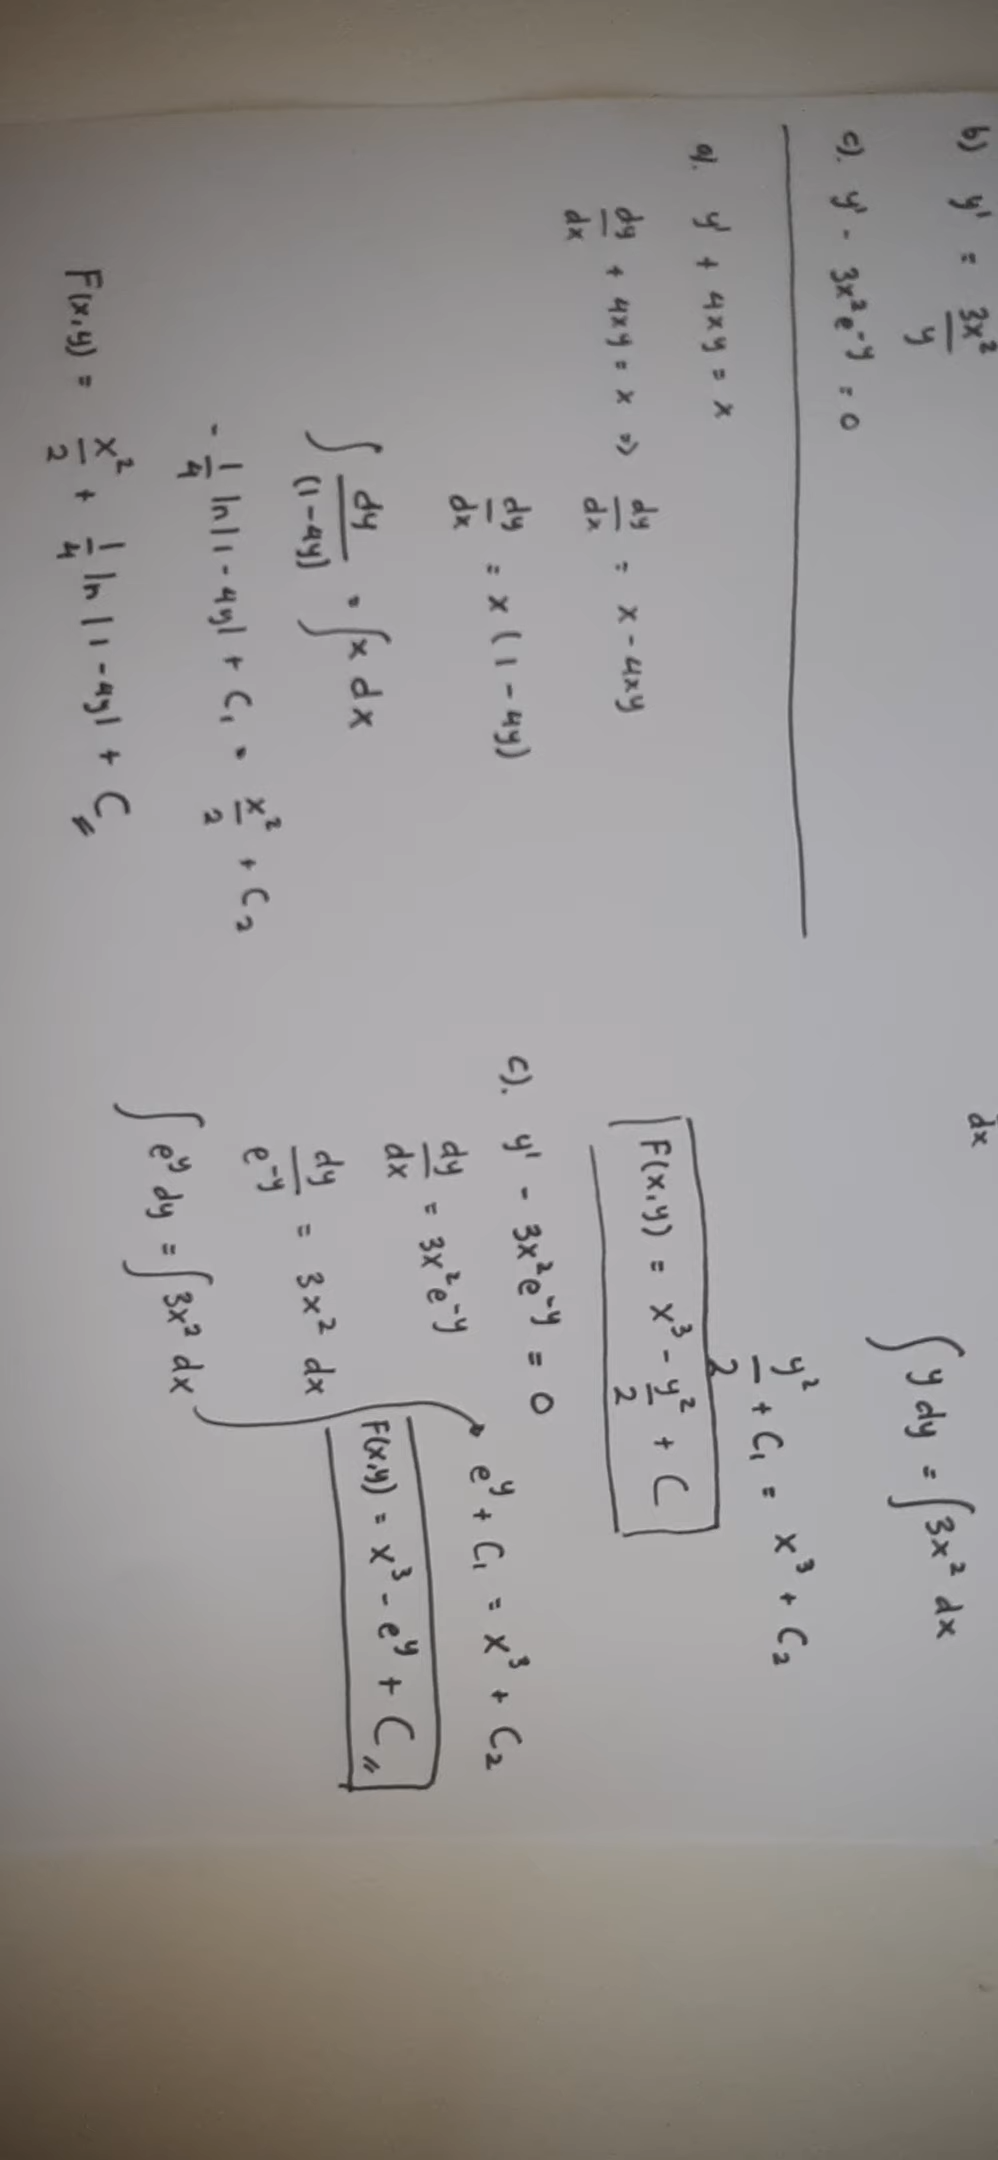 b) y' = 3x²/y
c). y' - 3x²e^-y = 0
a). y' + 4xy = x
dy/dx + 4xy = x => dy/dx = x - 4xy
dy/dx = x (1 - 4y)
∫ dy/(1-4y) = ∫ x dx
- 1/4 ln|1 - 4y| + C₁ = x²/2 + C₂
F(x,y) = x²/2 + 1/4 ln |1 - 4y| + C
dx
∫ y dy = ∫ 3x² dx
y²/2 + C₁ = x³ + C₂
F(x,y) = x³ - y²/2 + C
c). y' - 3x²e^-y = 0
dy/dx = 3x²e^-y
dy/e^-y = 3x² dx
∫ e^y dy = ∫ 3x² dx
e^y + C₁ = x³ + C₂
F(x,y) = x³ - e^y + C